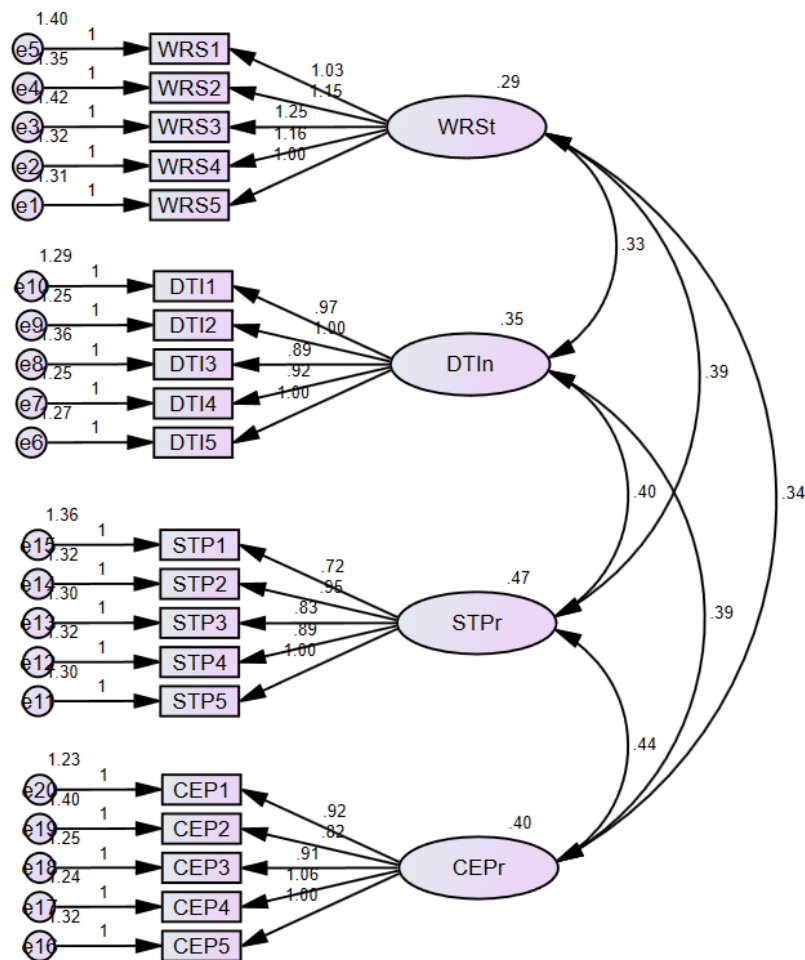 1.40
e5 1 WRS1
1.35
e4 1 WRS2
1.42
e3 1 WRS3
1.32
e2 1 WRS4
1.31
e1 1 WRS5
1.03
1.15
1.25
1.16
1.00
.29
WRSt
.33
1.29
e10 1 DTI1
1.25
e9 1 DTI2
1.36
e8 1 DTI3
1.25
e7 1 DTI4
1.27
e6 1 DTI5
.97
1.00
.89
.92
1.00
.35
DTIn
.39
.40
.34
1.36
e15 1 STP1
1.32
e14 1 STP2
1.30
e13 1 STP3
1.32
e12 1 STP4
1.30
e11 1 STP5
.72
.95
.83
.89
1.00
.47
STPr
.39
.44
1.23
e20 1 CEP1
1.40
e19 1 CEP2
1.25
e18 1 CEP3
1.24
e17 1 CEP4
1.32
e16 1 CEP5
.92
.82
.91
1.06
1.00
.40
CEPr